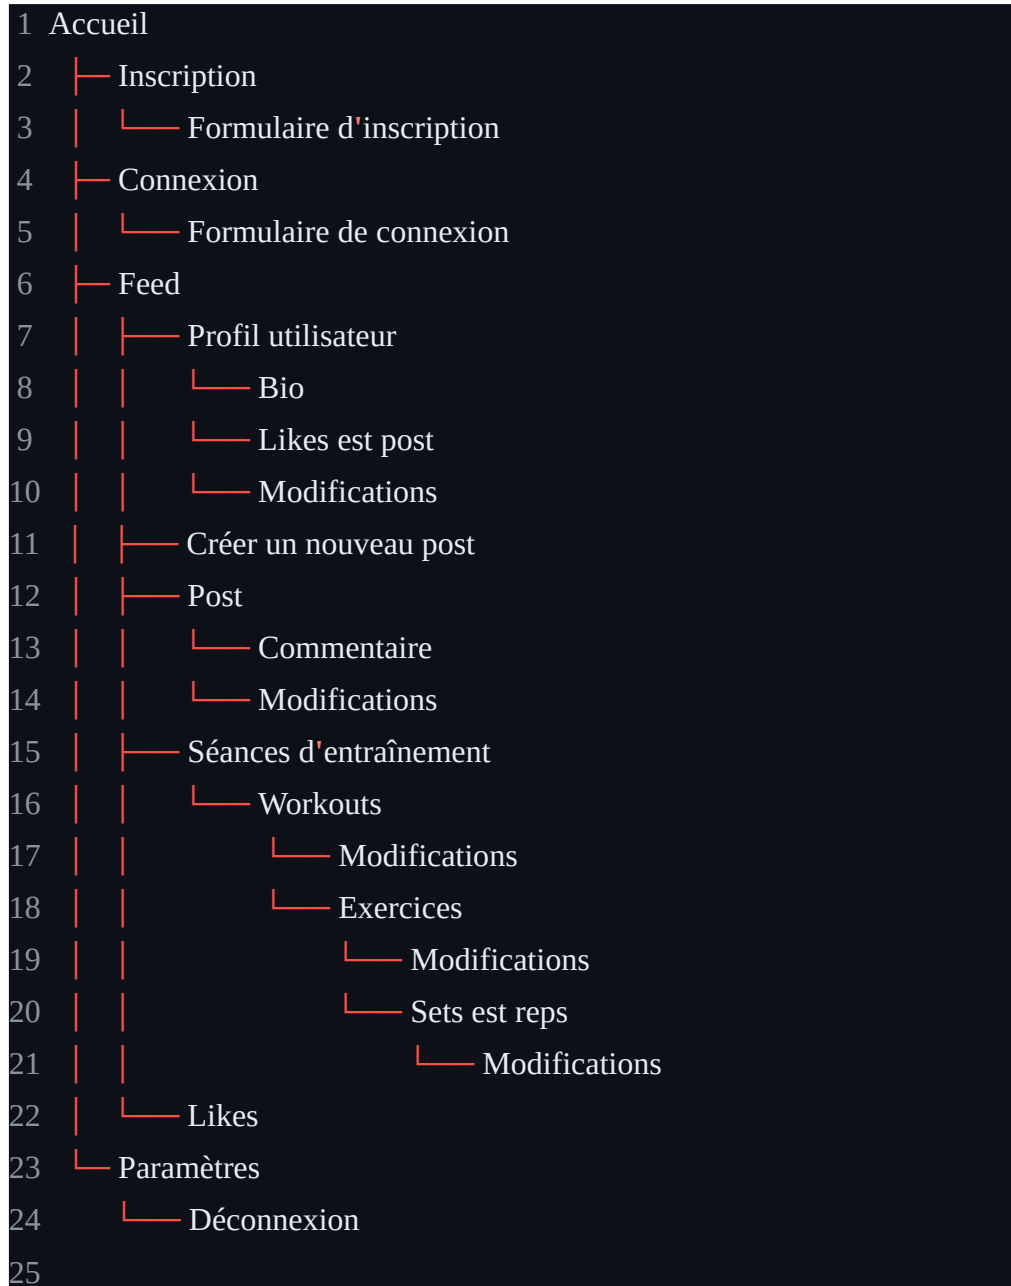 1 Accueil
2 ├─ Inscription
3 │ └── Formulaire d'inscription
4 ├─ Connexion
5 │ └── Formulaire de connexion
6 ├─ Feed
7 │ ├── Profil utilisateur
8 │ │ └── Bio
9 │ │ └── Likes est post
10 │ │ └── Modifications
11 │ ├── Créer un nouveau post
12 │ ├── Post
13 │ │ └── Commentaire
14 │ │ └── Modifications
15 │ ├── Séances d'entraînement
16 │ │ └── Workouts
17 │ │ └── Modifications
18 │ │ └── Exercices
19 │ │ └── Modifications
20 │ │ └── Sets est reps
21 │ │ └── Modifications
22 │ └── Likes
23 └─ Paramètres
24 └── Déconnexion
25